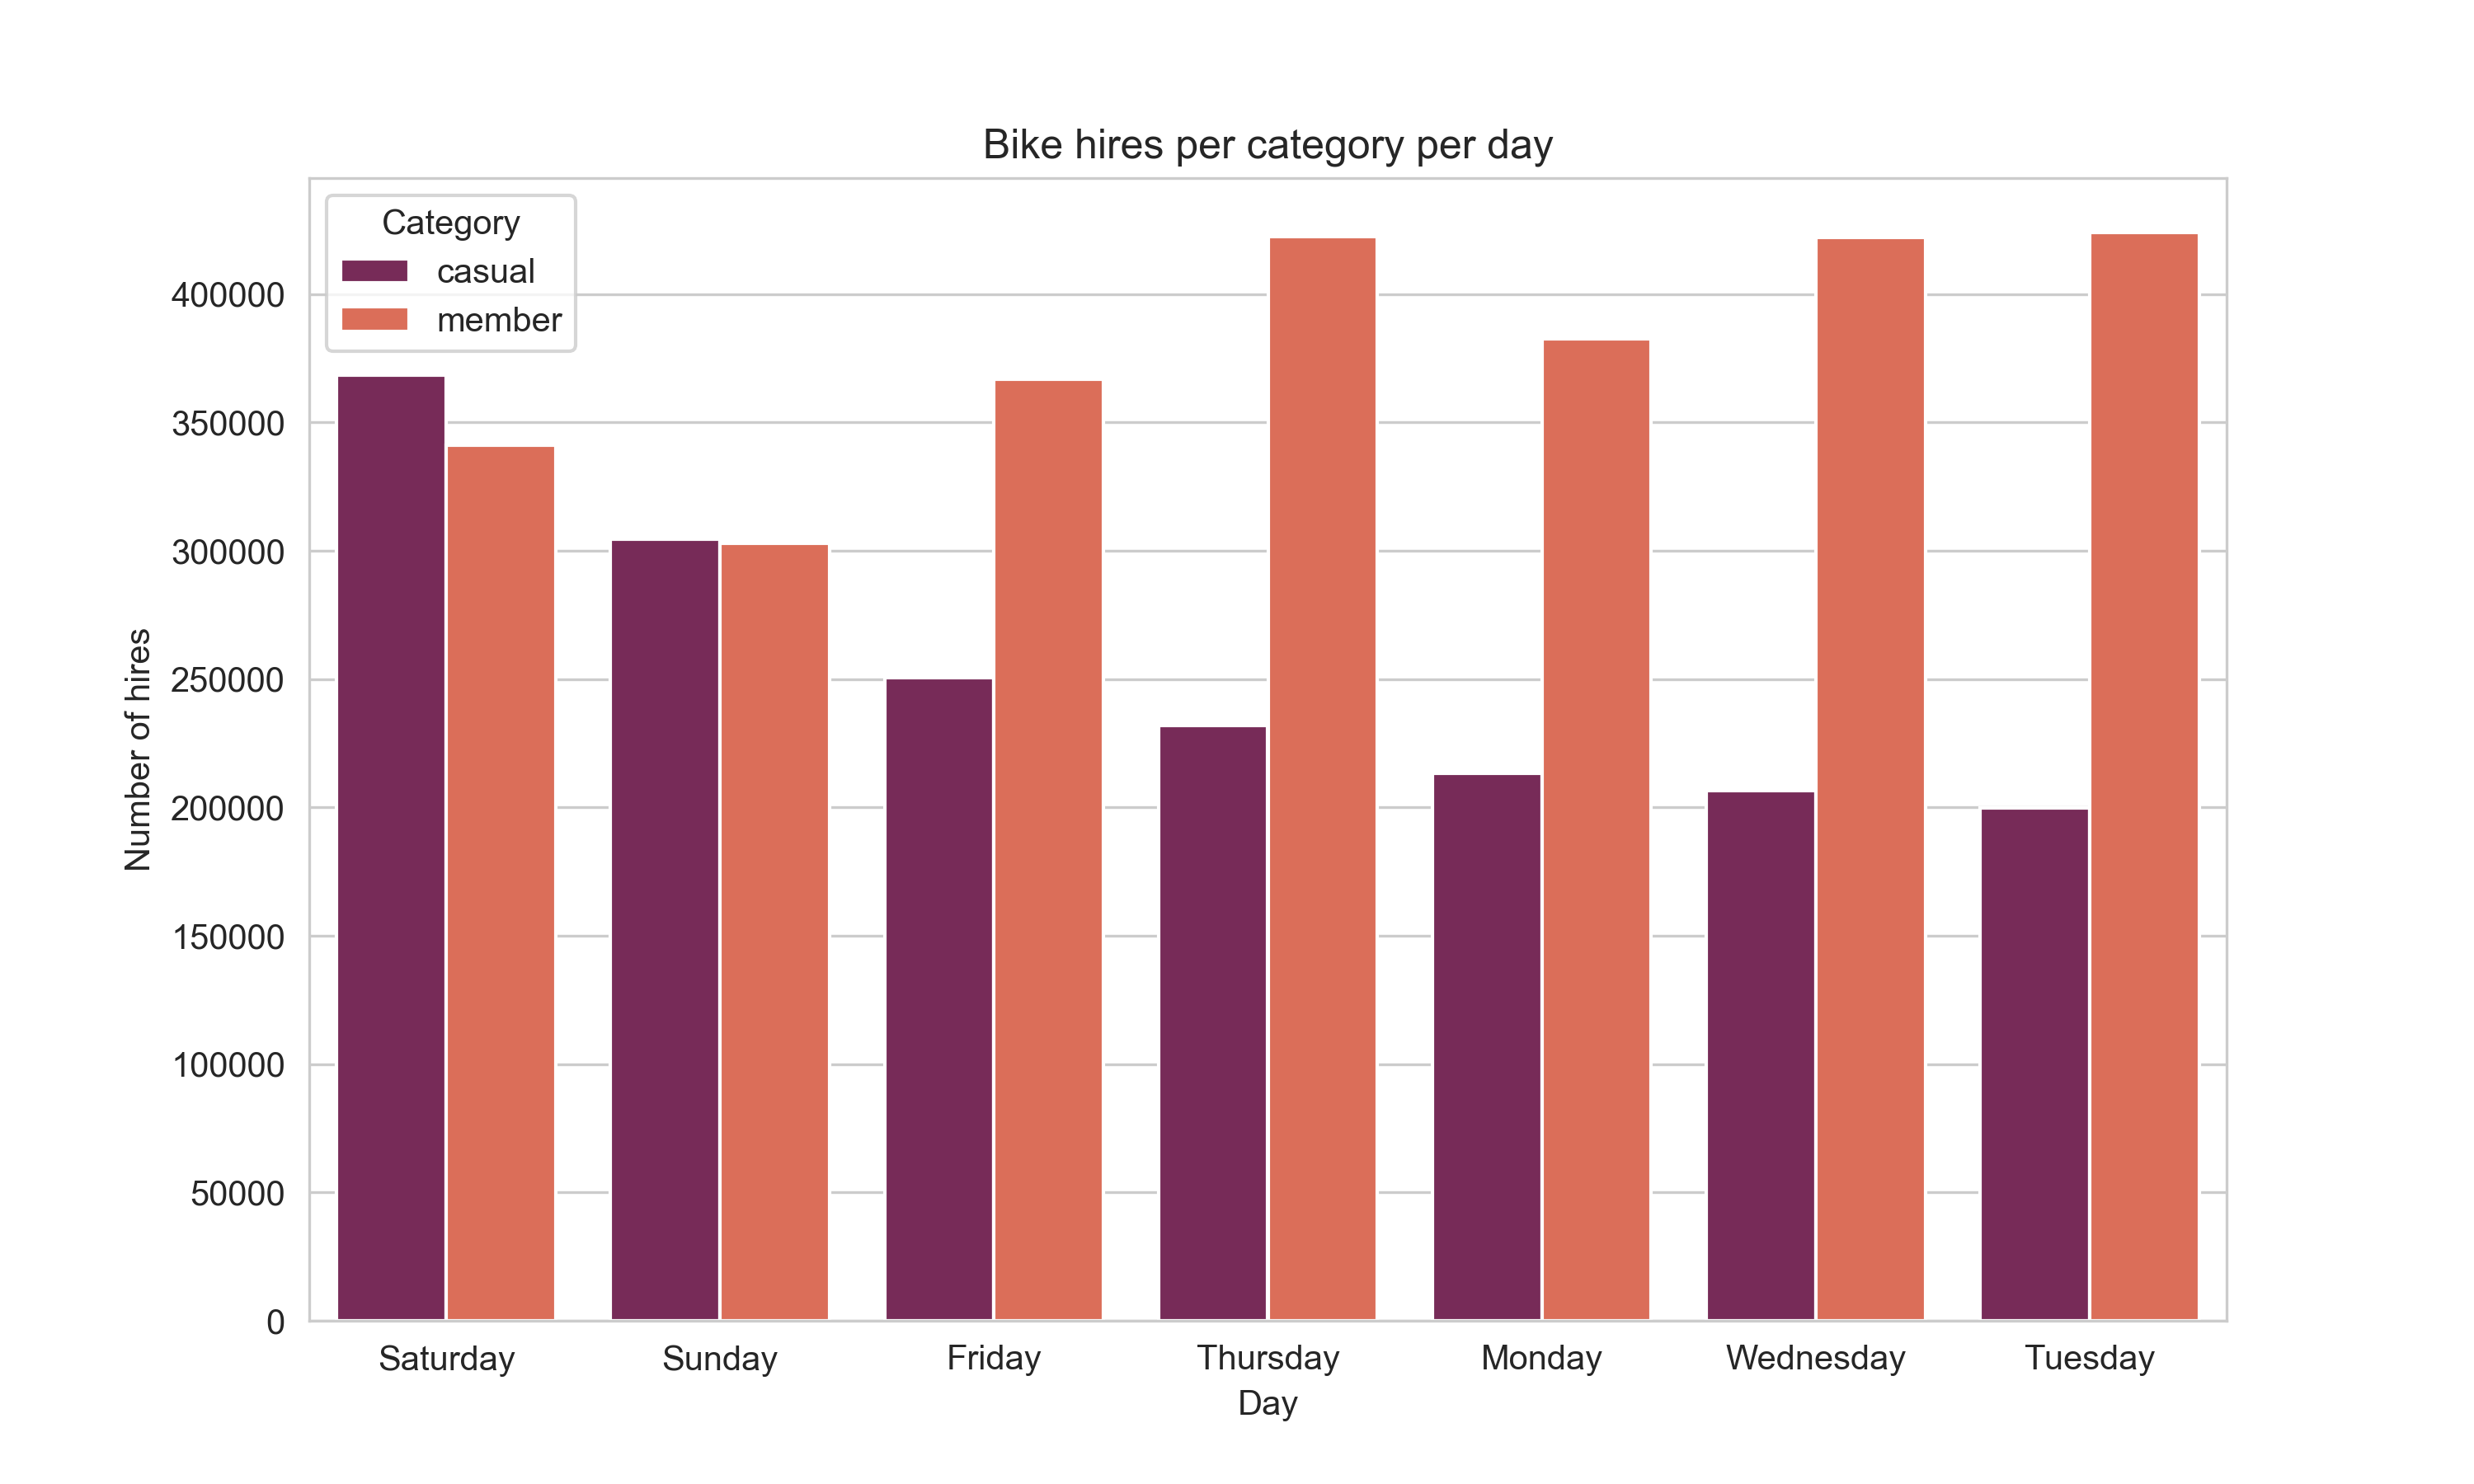 Bike hires per category per day
Category
casual
member
Number of hires
400000
350000
300000
250000
200000
150000
100000
50000
0
Saturday Sunday Friday Thursday Monday Wednesday Tuesday
Day